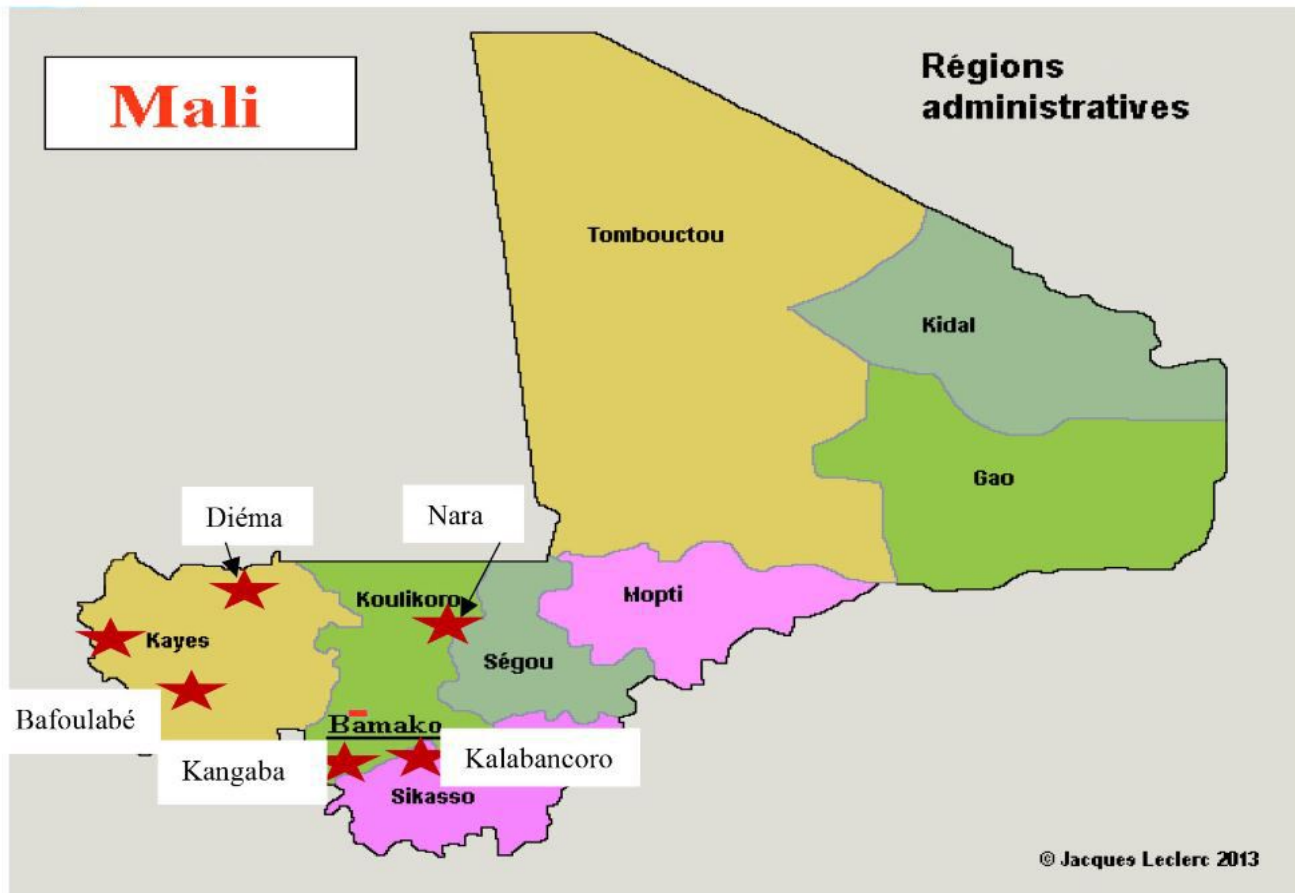 Mali
Régions
administratives
Tombouctou
Kidal
Gao
Diéma
Nara
Koulikoro
Mopti
Kayes
Ségou
Bafoulabé
Bamako
Kangaba
Kalabancoro
Sikasso
© Jacques Leclerc 2013